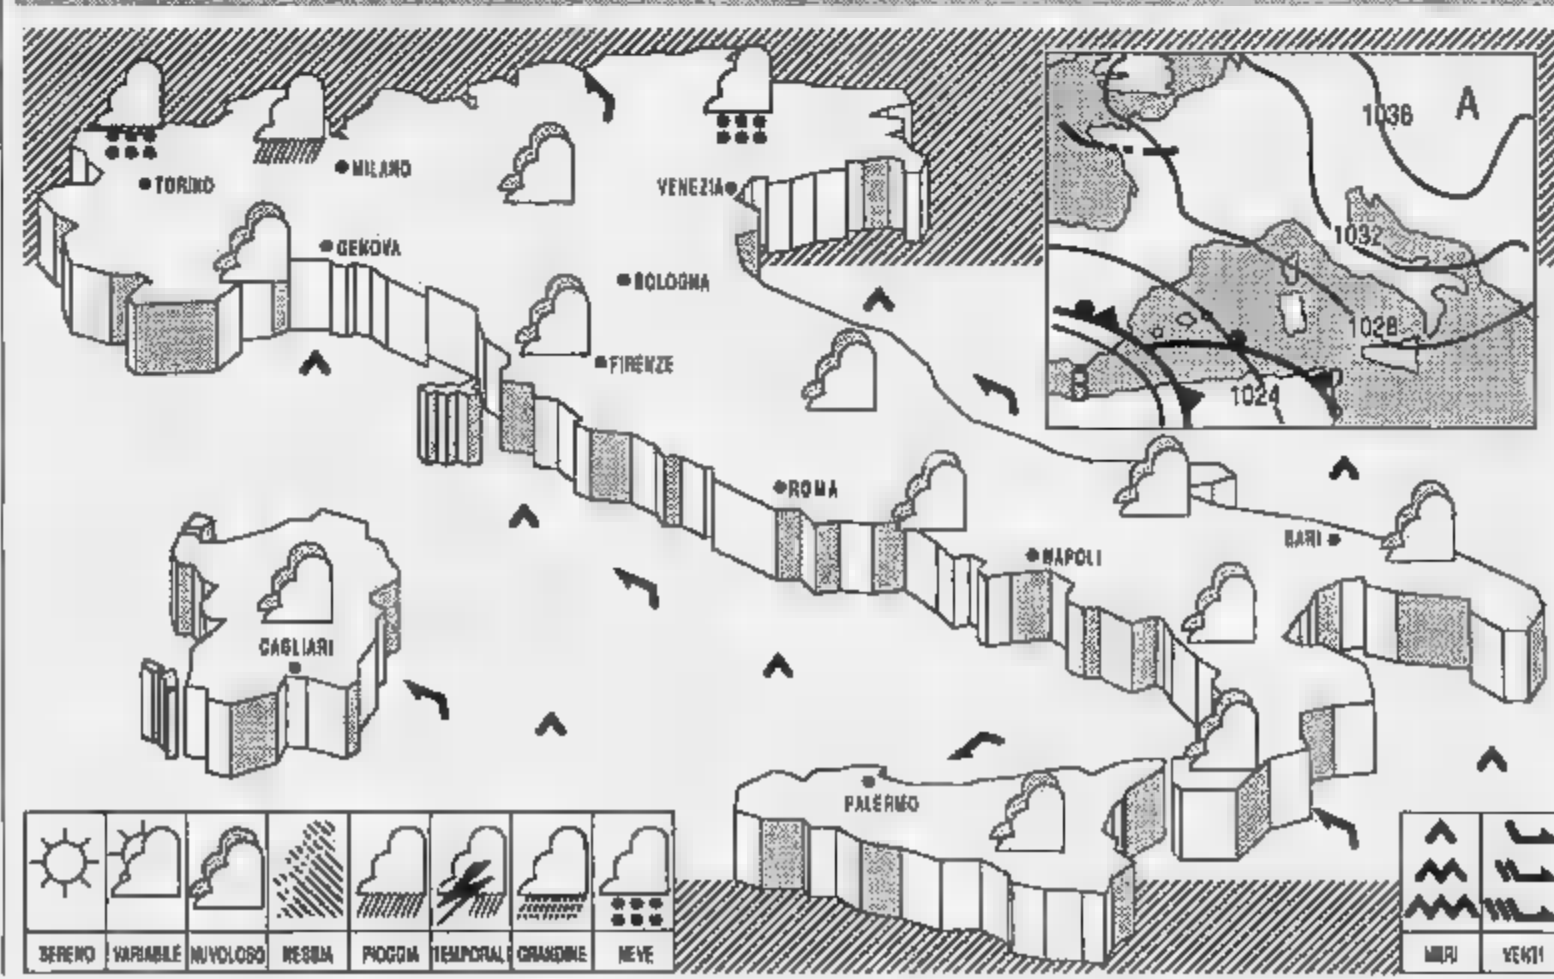 1036
A
TORINO
MILANO
VENEZIA
GENOVA
1032
BOLOGNA
1028
FIRENZE
1024
ROMA
BARI
NAPOLI
CAGLIARI
PALERMO
SERENO VARIABILE NUVOLOSO NEBBIA PIOGGIA TEMPORALI GRANDINE NEVE
MARI VENTI